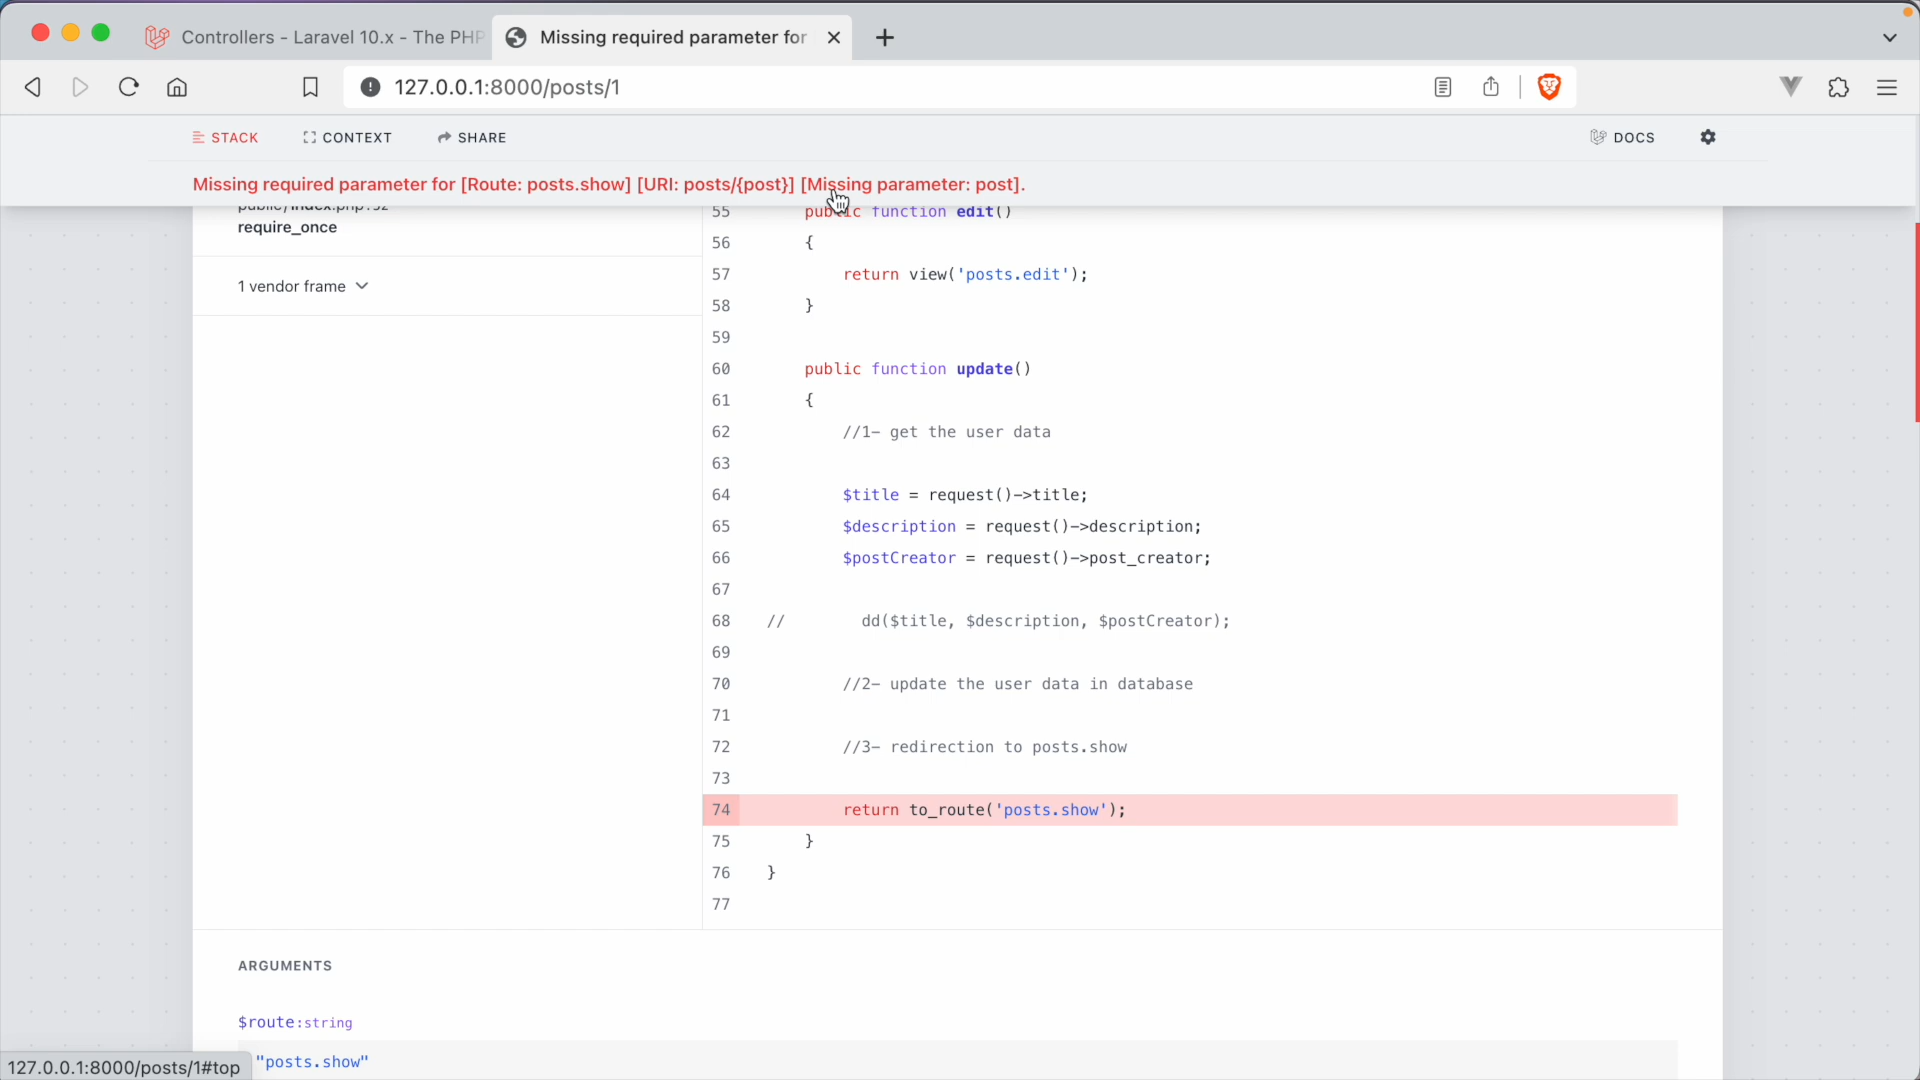 Controllers - Laravel 10.x - The PHP
Missing required parameter for
127.0.0.1:8000/posts/1
STACK
CONTEXT
SHARE
DOCS
Missing required parameter for [Route: posts.show] [URI: posts/{post}] [Missing parameter: post].
public/index.php:52
require_once
1 vendor frame
55 public function edit()
56 {
57 return view('posts.edit');
58 }
59
60 public function update()
61 {
62 //1- get the user data
63
64 $title = request()->title;
65 $description = request()->description;
66 $postCreator = request()->post_creator;
67
68 // dd($title, $description, $postCreator);
69
70 //2- update the user data in database
71
72 //3- redirection to posts.show
73
74 return to_route('posts.show');
75 }
76 }
77
ARGUMENTS
$route:string
"posts.show"
127.0.0.1:8000/posts/1#top